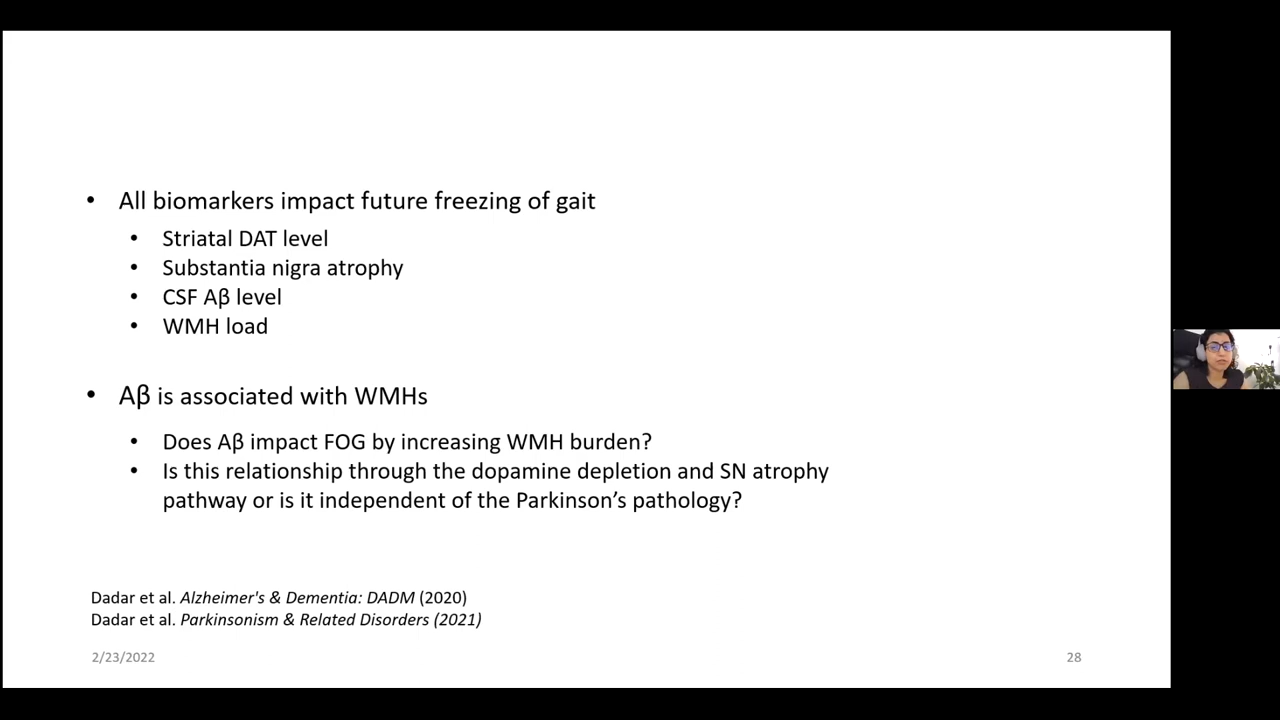 • All biomarkers impact future freezing of gait
• Striatal DAT level
• Substantia nigra atrophy
• CSF Aβ level
• WMH load
• Aβ is associated with WMHs
• Does Aβ impact FOG by increasing WMH burden?
• Is this relationship through the dopamine depletion and SN atrophy
pathway or is it independent of the Parkinson’s pathology?
Dadar et al. Alzheimer's & Dementia: DADM (2020)
Dadar et al. Parkinsonism & Related Disorders (2021)
2/23/2022
28